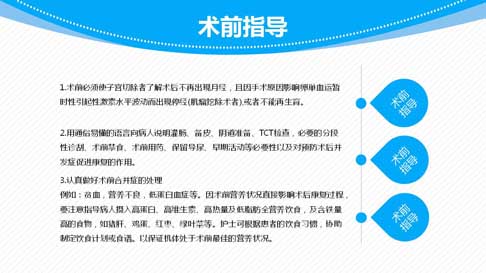 术前指导
1.术前必须使子宫切除者了解术后不再出现月经，且因手术原因影响卵巢血运暂
时性引起性激素水平波动而出现停经(肌瘤挖除术者),或者不能再生育。
2.用通俗易懂的语言向病人说明灌肠、备皮、阴道准备、TCT检查，必要的分段
性诊刮、术前禁食、术前用药、保留导尿、早期活动等必要性以及对预防术后并
发症促进康复的作用。
3.认真做好术前合并症的处理
例如：贫血，营养不良，低蛋白血症等。因术前营养状况直接影响术后康复过程，
要注意指导病人摄入高蛋白、高维生素、高热量及低脂肪全营养饮食，及含铁量
高的食物，如猪肝、鸡蛋、红枣、绿叶菜等。护士可根据患者的饮食习惯，协助
制定饮食计划或食谱。以保证机体处于术前最佳的营养状况。
术前
指导
术前
指导
术前
指导